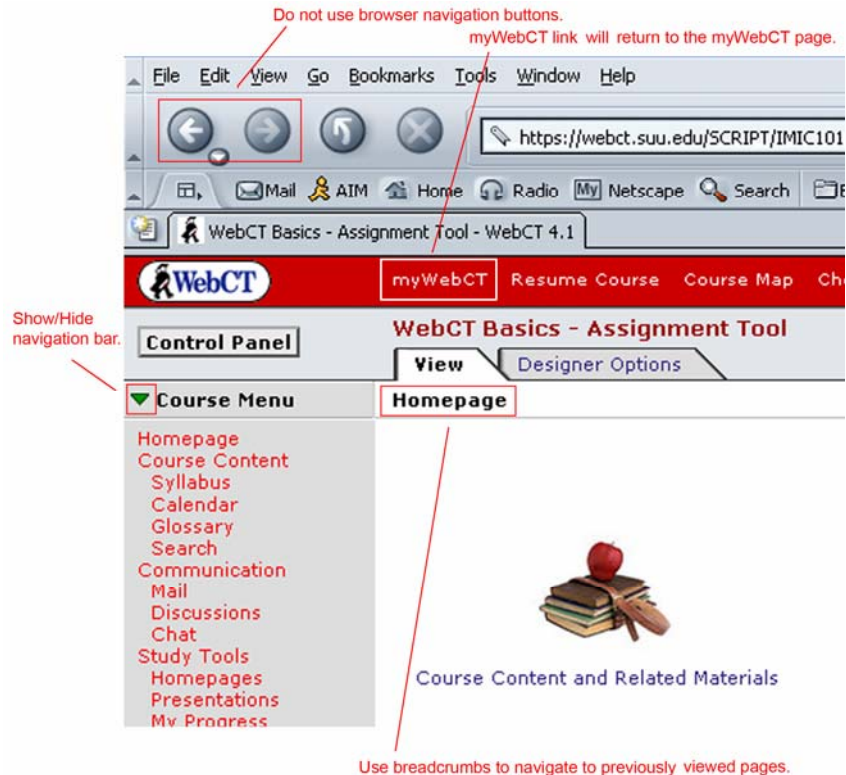 Do not use browser navigation buttons.
myWebCT link will return to the myWebCT page.
File Edit View Go Bookmarks Tools Window Help
https://webct.suu.edu/SCRIPT/IMIC101
Mail AIM Home Radio My Netscape Search
WebCT Basics - Assignment Tool - WebCT 4.1
WebCT myWebCT Resume Course Course Map
Show/Hide
navigation bar.
Control Panel
WebCT Basics - Assignment Tool
View Designer Options
Course Menu
Homepage
Homepage
Course Content
Syllabus
Calendar
Glossary
Search
Communication
Mail
Discussions
Chat
Study Tools
Homepages
Presentations
My Progress
Course Content and Related Materials
Use breadcrumbs to navigate to previously viewed pages.